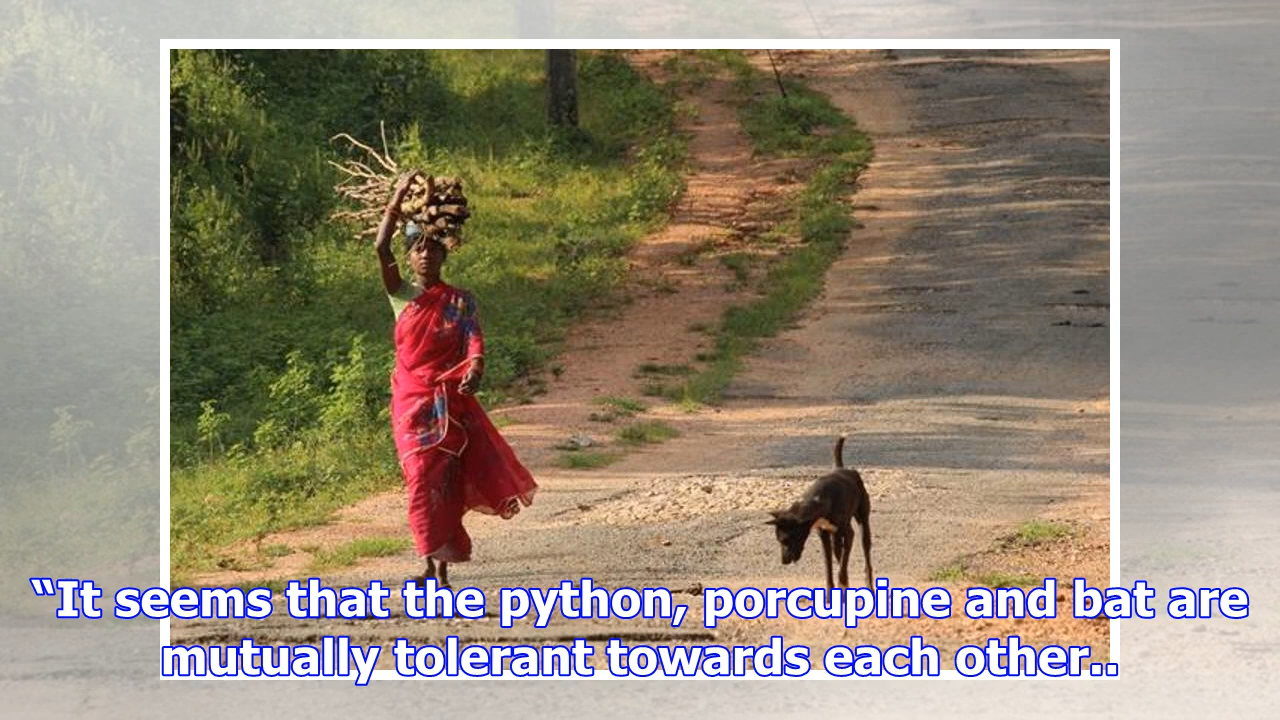 “It seems that the python, porcupine and bat are
mutually tolerant towards each other..